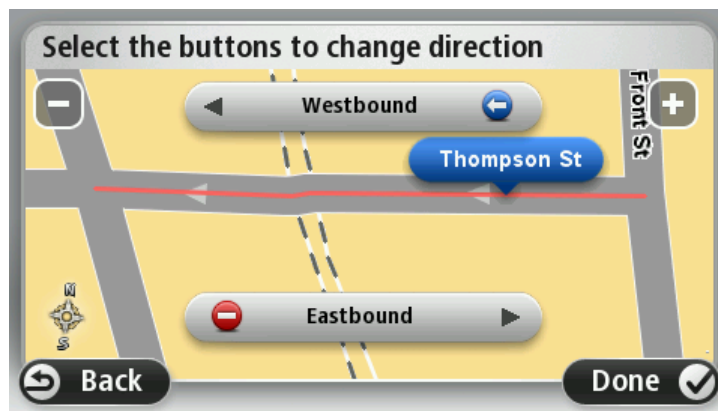 Select the buttons to change direction
Westbound
Front St
Thompson St
N
S
Eastbound
Back
Done